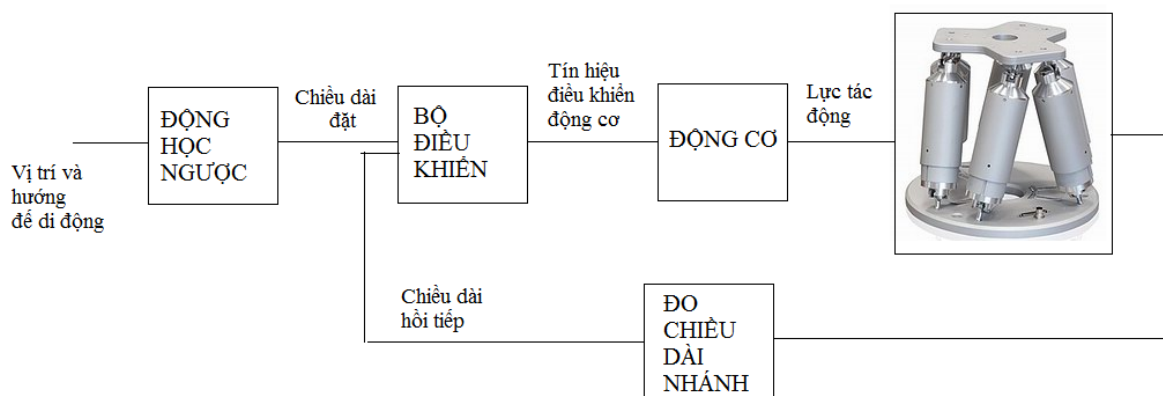 Vị trí và
hướng
để di động
ĐỘNG
HỌC
NGƯỢC
Chiều dài
đặt
BỘ
ĐIỀU
KHIỂN
Tín hiệu
điều khiển
động cơ
ĐỘNG CƠ
Lực tác
động
Chiều dài
hồi tiếp
ĐO
CHIỀU
DÀI
NHÁNH